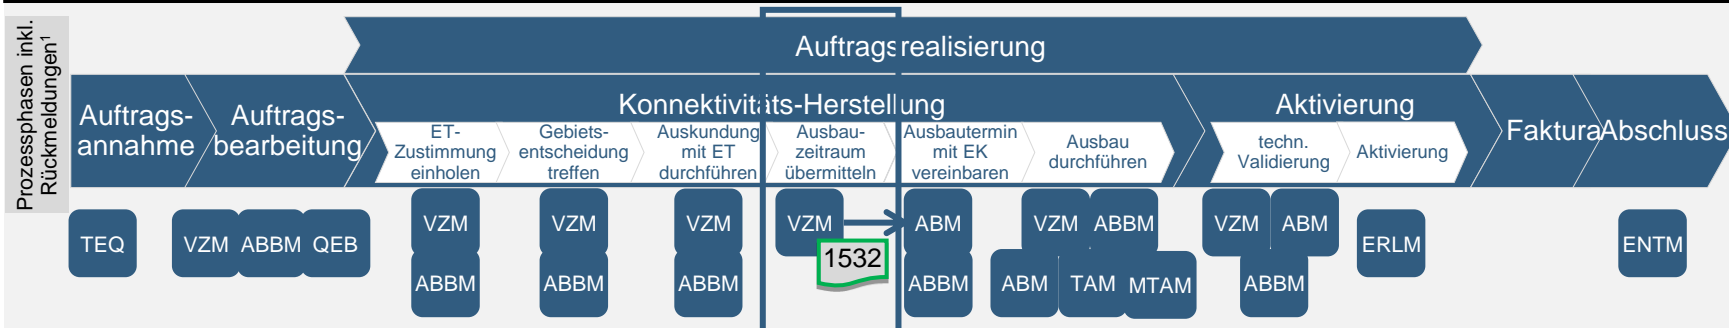 Prozessphasen inkl.
Rückmeldungen¹
Auftragsrealisierung
Auftrags-
annahme
Auftrags-
bearbeitung
Konnektivitäts-Herstellung
ET-
Zustimmung
einholen
Gebiets-
entscheidung
treffen
Auskundung
mit ET
durchführen
Ausbau-
zeitraum
übermitteln
Ausbautermin
mit EK
vereinbaren
Ausbau
durchführen
Aktivierung
techn.
Validierung
Aktivierung
Faktura
Abschluss
TEQ
VZM ABBM QEB
VZM
ABBM
VZM
ABBM
VZM
ABBM
VZM
1532
ABM
ABBM
VZM ABBM
ABM TAM MTAM
VZM ABM
ABBM
ERLM
ENTM